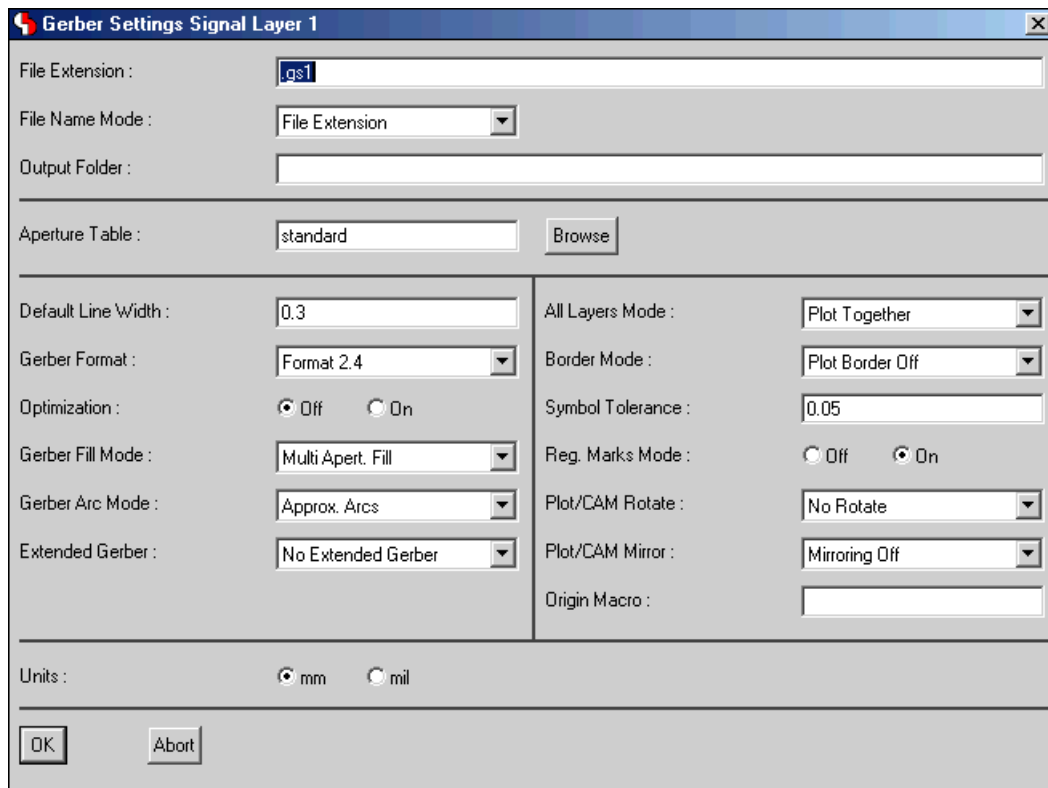 Gerber Settings Signal Layer 1
File Extension :
.gs1
File Name Mode :
File Extension
Output Folder :
Aperture Table :
standard
Browse
Default Line Width :
0.3
Gerber Format :
Format 2.4
Optimization :
Off
On
Gerber Fill Mode :
Multi Apert. Fill
Gerber Arc Mode :
Approx. Arcs
Extended Gerber :
No Extended Gerber
All Layers Mode :
Plot Together
Border Mode :
Plot Border Off
Symbol Tolerance :
0.05
Reg. Marks Mode :
Off
On
Plot/CAM Rotate :
No Rotate
Plot/CAM Mirror :
Mirroring Off
Origin Macro :
Units :
mm
mil
OK
Abort